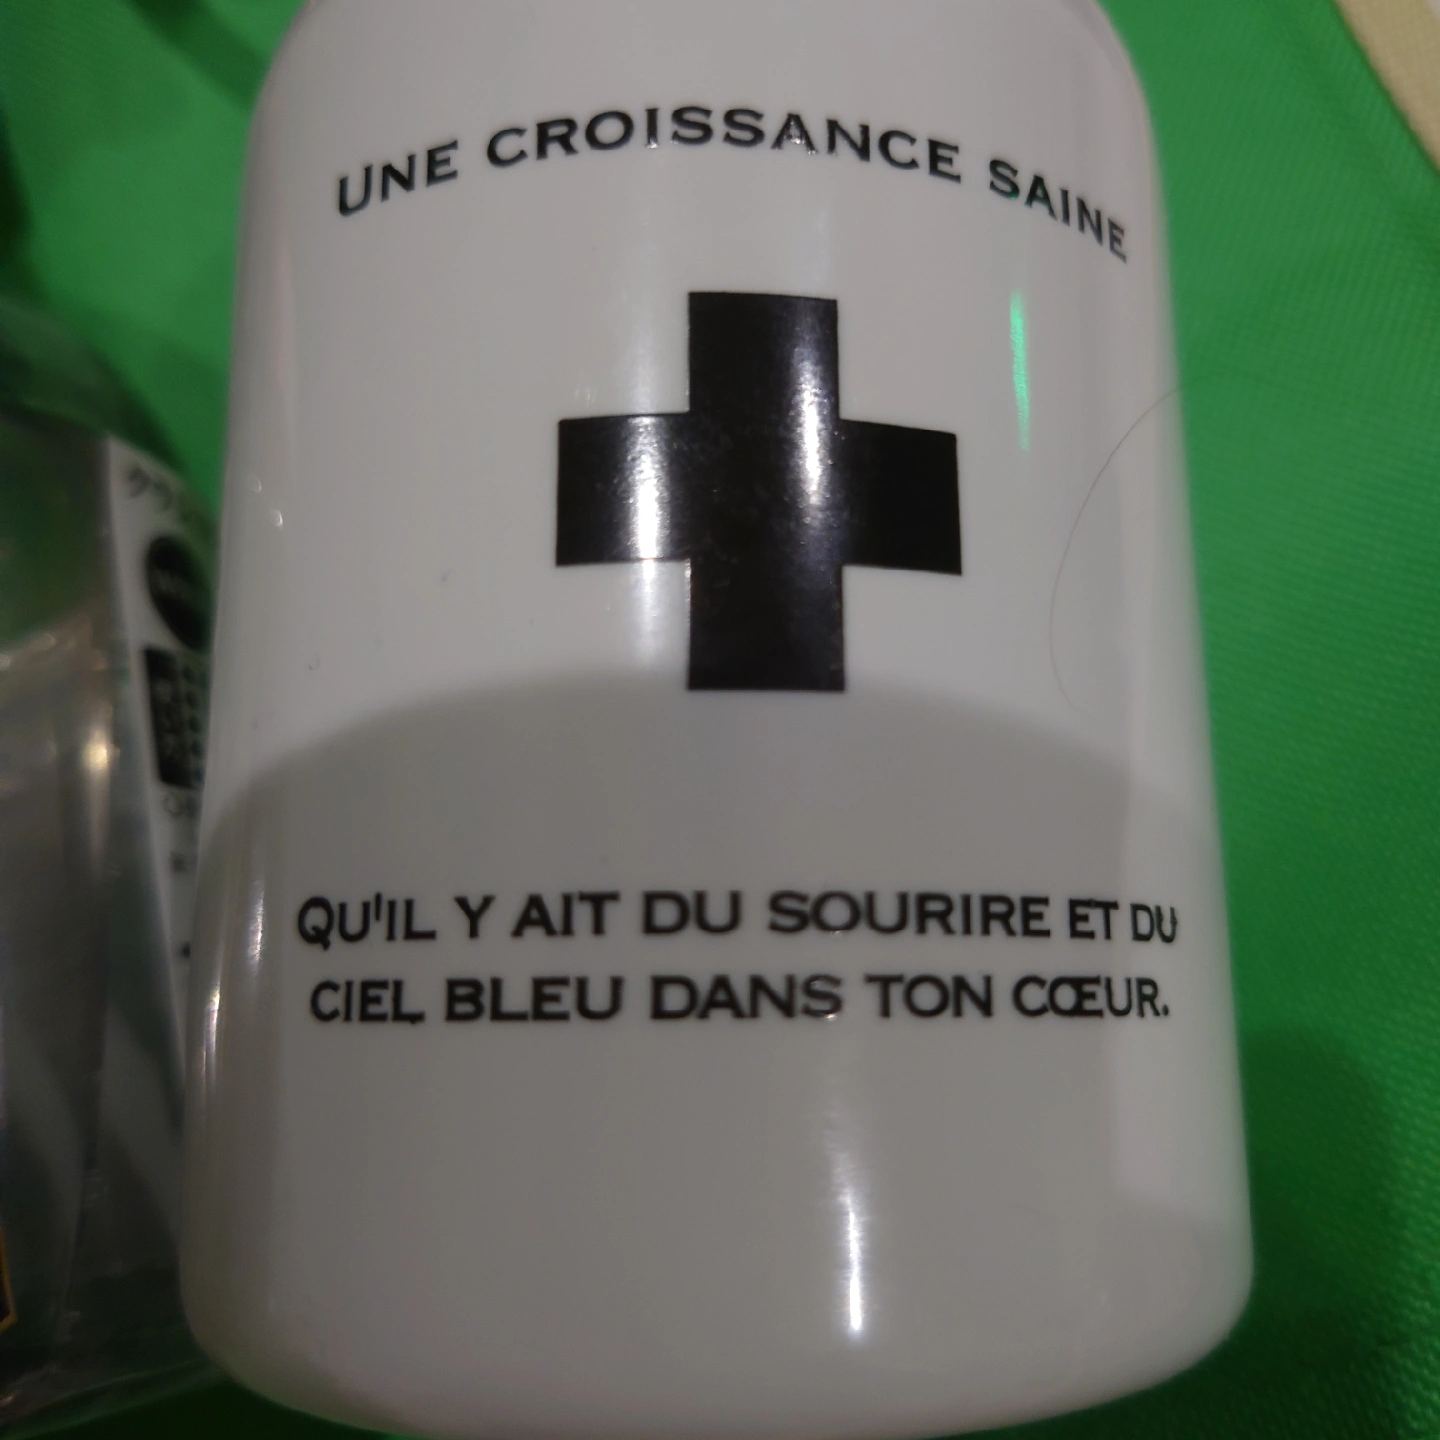 UNE CROISSANCE SAINE
QU'IL Y AIT DU SOURIRE ET DU
CIEL BLEU DANS TON CŒUR.